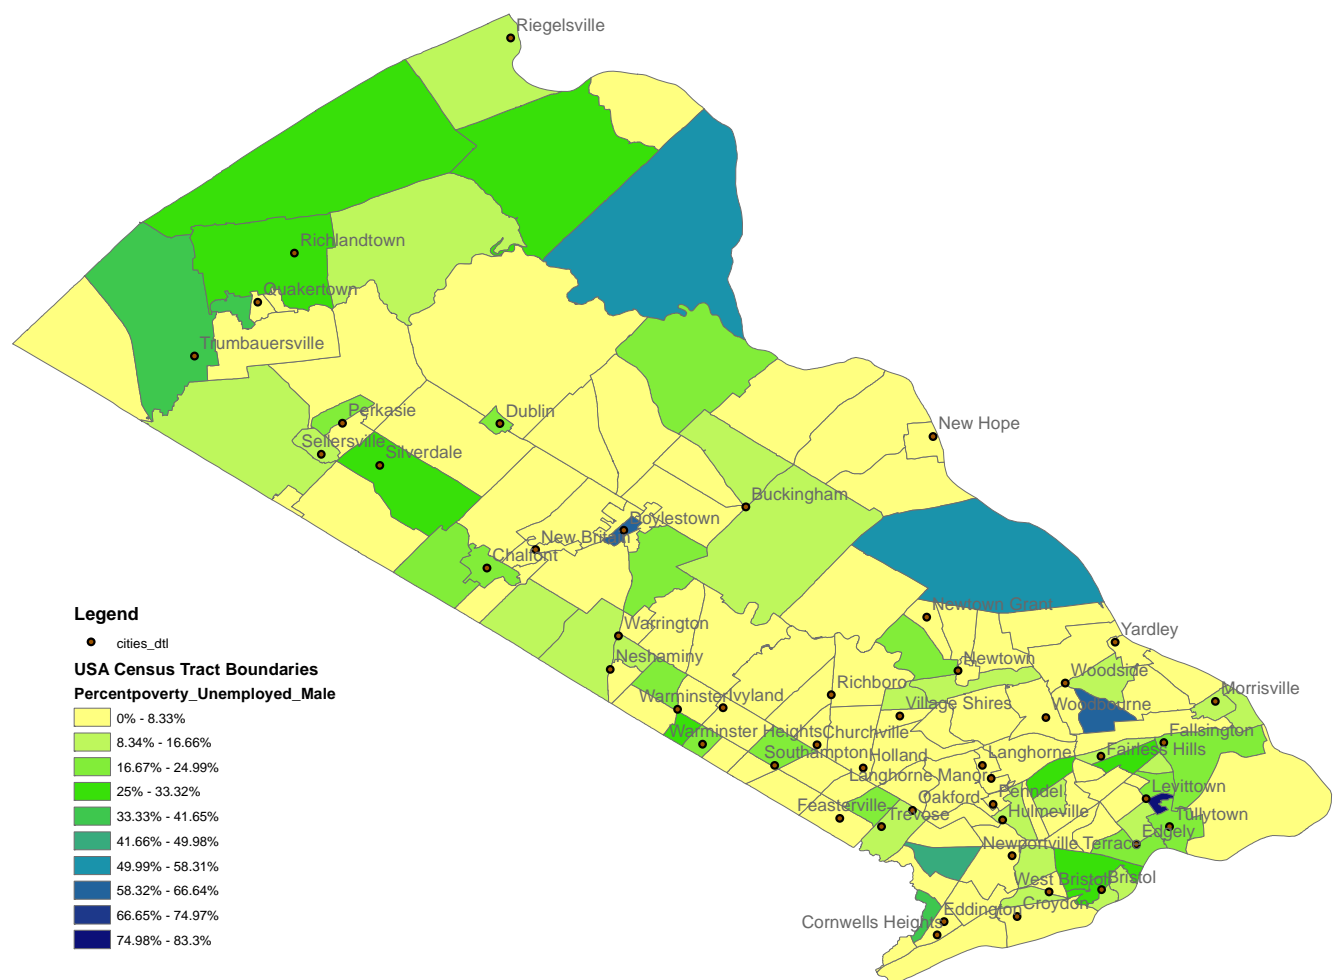 Riegelsville
Richlandtown
Quakertown
Trumbauersville
Perkasie
Dublin
New Hope
Sellersville
Silverdale
Buckingham
Doylestown
New Britain
Chalfont
Legend
cities_dtl
USA Census Tract Boundaries
Percentpoverty_Unemployed_Male
0% - 8.33%
8.34% - 16.66%
16.67% - 24.99%
25% - 33.32%
33.33% - 41.65%
41.66% - 49.98%
49.99% - 58.31%
58.32% - 66.64%
66.65% - 74.97%
74.98% - 83.3%
Newtown Grant
Warrington
Yardley
Neshaminy
Newtown
Woodside
Richboro
Morrisville
Warminster
Ivyland
Village Shires
Woodbourne
Warminster Heights
Churchville
Fallsington
Southampton
Holland
Langhorne
Fairless Hills
Langhorne Manor
Levittown
Feasterville
Oakford
Penndel
Trevose
Hulmeville
Tullytown
Edgely
Newportville Terrace
West Bristol
Bristol
Cornwells Heights
Eddington
Croydon